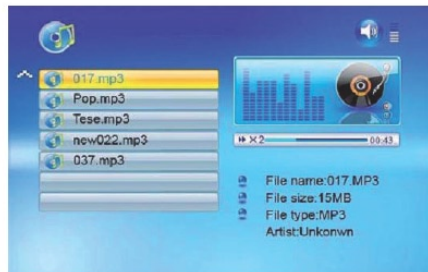 017.mp3
Pop.mp3
Tese.mp3
new022.mp3
037.mp3
X2
00:43
File name:017.MP3
File size:15MB
File type:MP3
Artist:Unkonwn